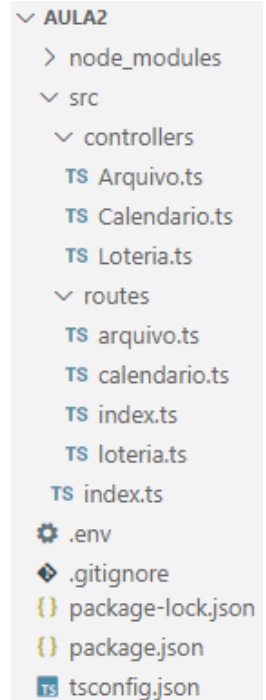 AULA2
node_modules
src
controllers
TS Arquivo.ts
TS Calendario.ts
TS Loteria.ts
routes
TS arquivo.ts
TS calendario.ts
TS index.ts
TS loteria.ts
TS index.ts
.env
.gitignore
{} package-lock.json
{} package.json
TS tsconfig.json